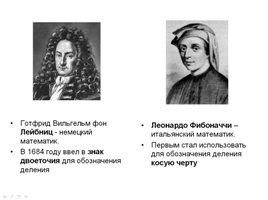 • Готфрид Вильгельм фон
Лейбниц - немецкий
математик.
• В 1684 году ввел в знак
двоеточия для обозначения
деления
• Леонардо Фибоначчи –
итальянский математик.
• Первым стал использовать
для обозначения деления
косую черту